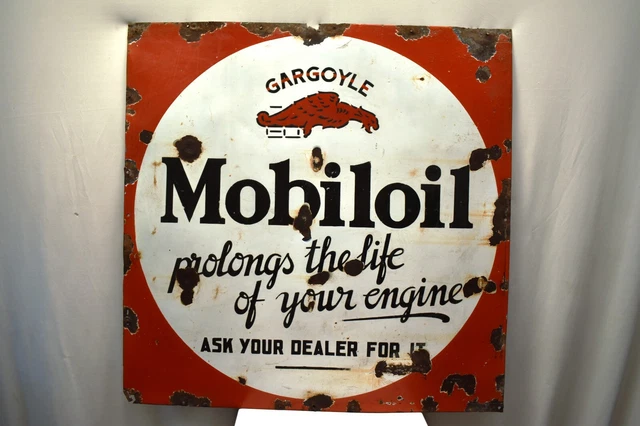 GARGOYLE
Mobiloil
prolongs the life
of your engine
ASK YOUR DEALER FOR IT